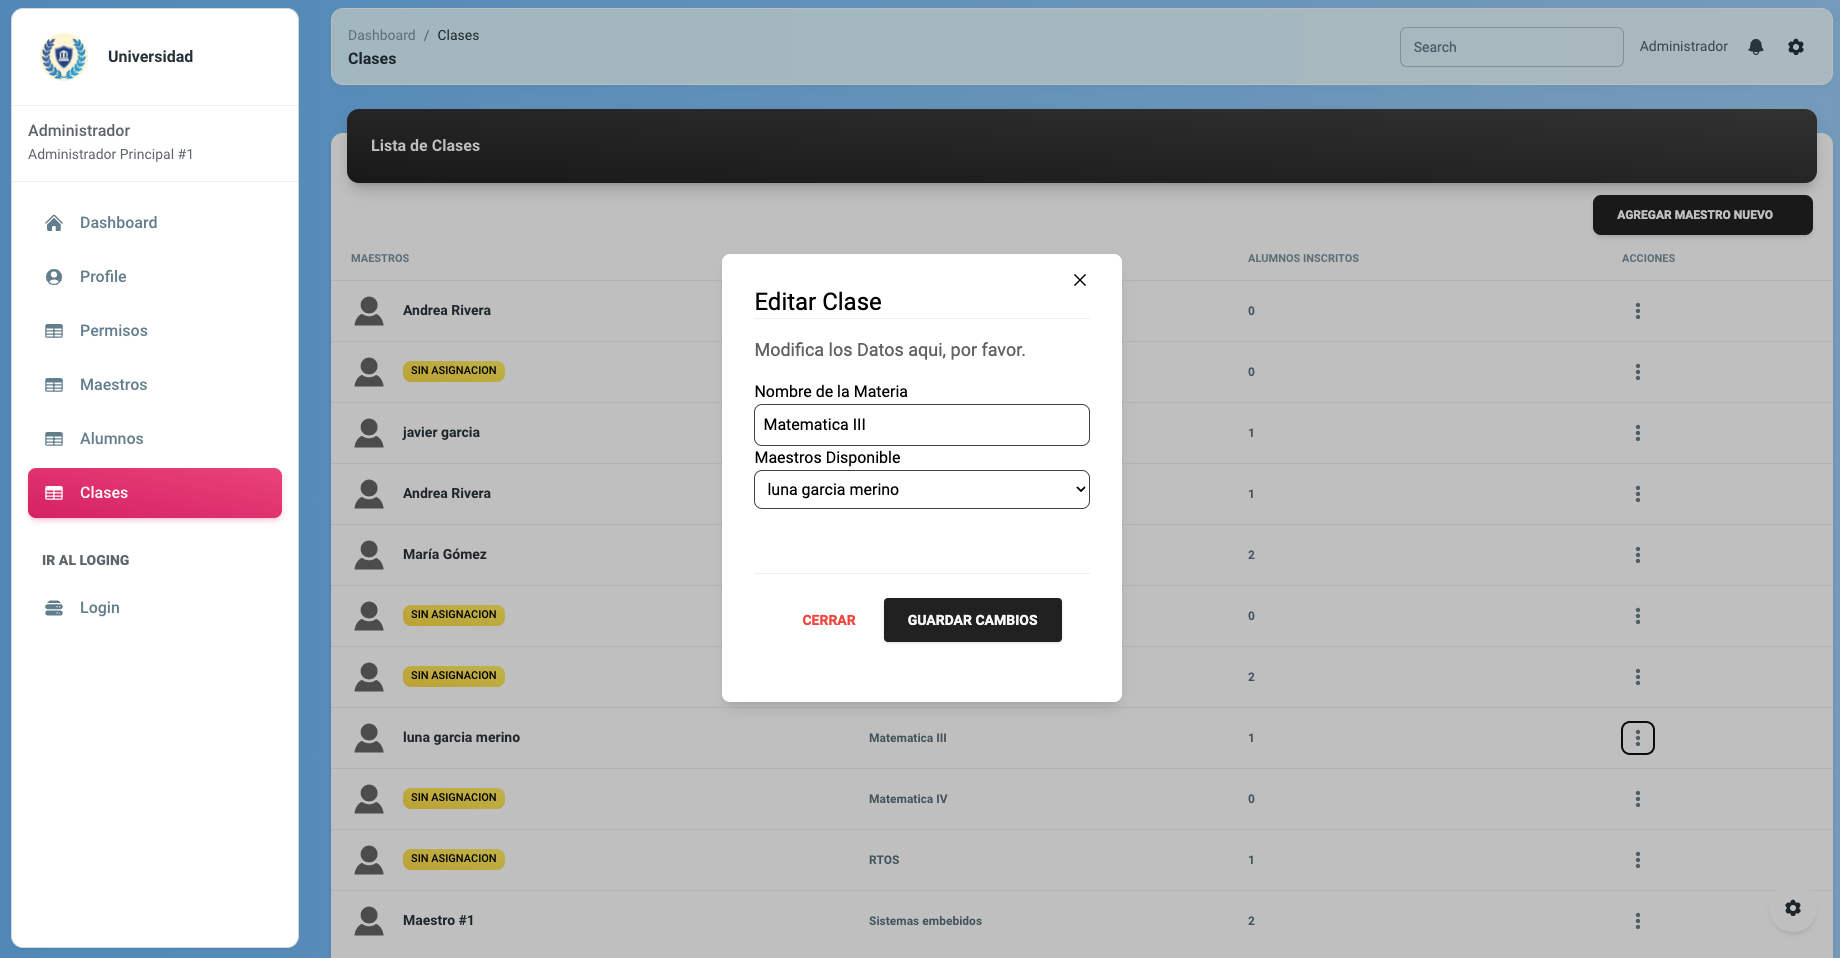 Universidad
Administrador
Administrador Principal #1
Dashboard
Profile
Permisos
Maestros
Alumnos
Clases
IR AL LOGING
Login
Dashboard / Clases
Clases
Search
Administrador
Lista de Clases
AGREGAR MAESTRO NUEVO
MAESTROS ALUMNOS INSCRITOS ACCIONES
Andrea Rivera 0
SIN ASIGNACION 0
javier garcia 1
Andrea Rivera 1
María Gómez 2
SIN ASIGNACION 0
SIN ASIGNACION 2
luna garcia merino Matematica III 1
SIN ASIGNACION Matematica IV 0
SIN ASIGNACION RTOS 1
Maestro #1 Sistemas embebidos 2
Editar Clase
Modifica los Datos aqui, por favor.
Nombre de la Materia
Matematica III
Maestros Disponible
luna garcia merino
CERRAR GUARDAR CAMBIOS